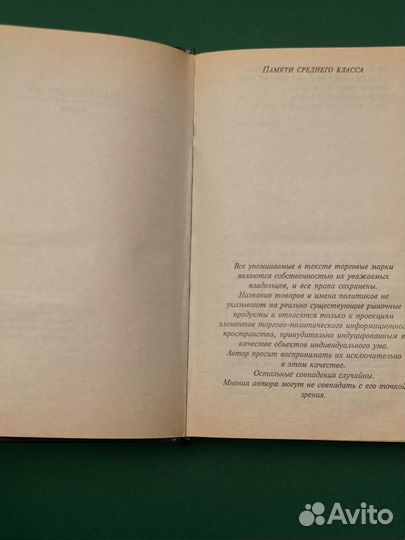 Памяти среднего класса
Все упоминаемые в тексте торговые марки
являются собственностью их уважаемых
владельцев, и все права сохранены.
Названия товаров и имена политиков не
указывают на реально существующие рыночные
продукты и относятся только к проекциям
элементов торгово-политического информационного
пространства, принудительно индуцированным в
качестве объектов индивидуального ума.
Автор просит воспринимать их исключительно
в этом качестве.
Остальные совпадения случайны.
Мнения автора могут не совпадать с его точкой
зрения.
Avito